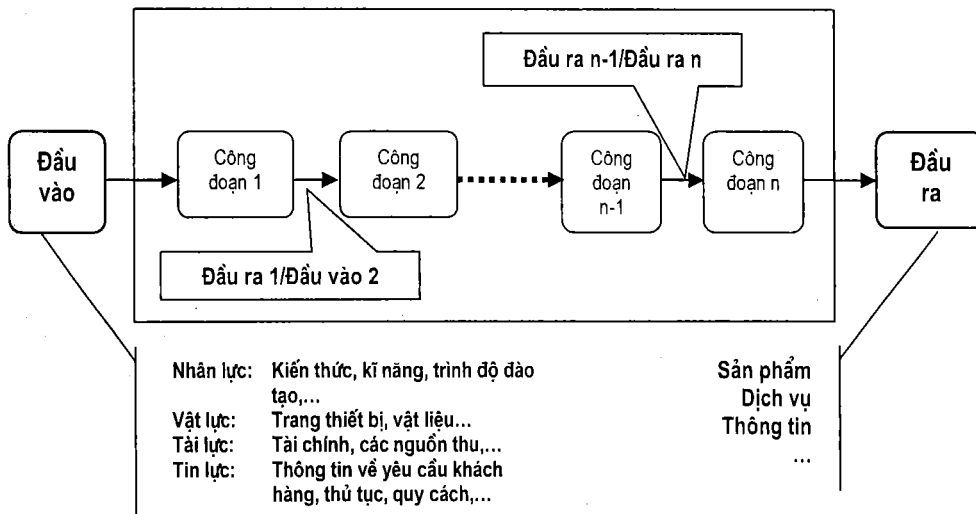 Đầu ra n-1/Đầu ra n
Đầu
vào
Công
đoạn 1
Công
đoạn 2
Công
đoạn
n-1
Công
đoạn n
Đầu
ra
Đầu ra 1/Đầu vào 2
Nhân lực: Kiến thức, kĩ năng, trình độ đào
tạo,...
Vật lực: Trang thiết bị, vật liệu...
Tài lực: Tài chính, các nguồn thu,...
Tin lực: Thông tin về yêu cầu khách
hàng, thủ tục, quy cách,...
Sản phẩm
Dịch vụ
Thông tin
...